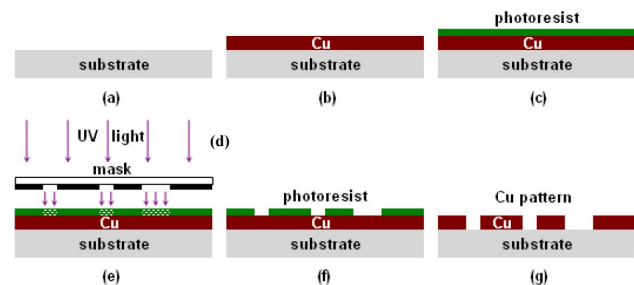 substrate
(a)
Cu
substrate
(b)
photoresist
Cu
substrate
(c)
UV light
(d)
mask
Cu
substrate
(e)
photoresist
Cu
substrate
(f)
Cu pattern
Cu
substrate
(g)